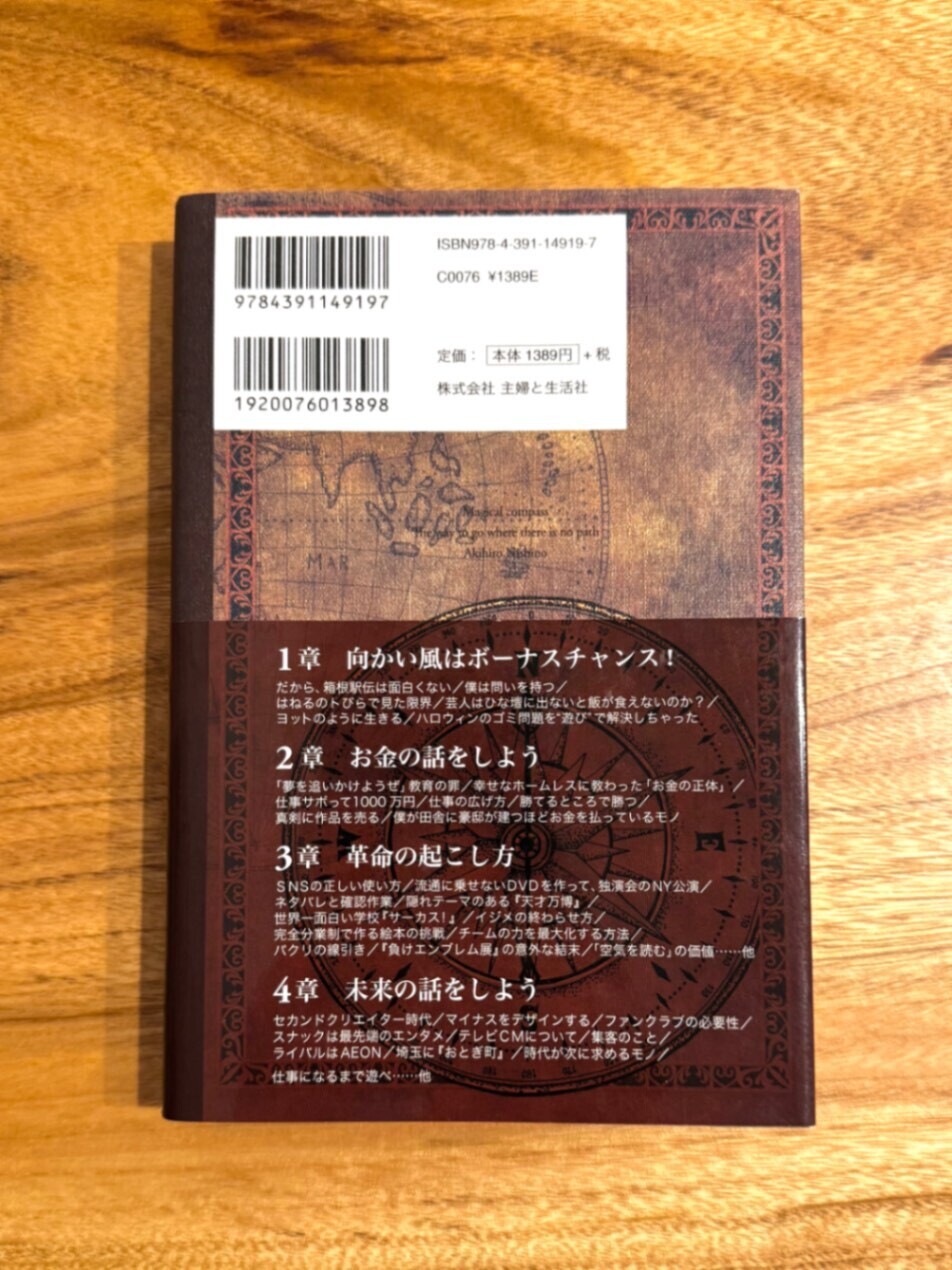 ISBN978-4-391-14919-7
C0076 ¥1389E
9784391149197
1920076013898
定価： 本体 1389円 + 税
株式会社 主婦と生活社
Magical compass
The way to go where there is no path
Akihiro Nishino
MAR
1章　向かい風はボーナスチャンス！
だから、箱根駅伝は面白くない／僕は問いを持つ／
はねるのトびらで見た限界／芸人はひな壇に出ないと飯が食えないのか？／
ヨットのように生きる／ハロウィンのゴミ問題を“遊び”で解決しちゃった
2章　お金の話をしよう
「夢を追いかけようぜ」教育の罪／幸せなホームレスに教わった「お金の正体」／
仕事サボって1000万円／仕事の広げ方／勝てるところで勝つ／
真剣に作品を売る／僕が田舎に豪邸が建つほどお金を払っているモノ
E
3章　革命の起こし方
SNSの正しい使い方／流通に乗せないDVDを作って、独演会のNY公演／
ネタバレと確認作業／隠れテーマのある『天才万博』／
世界一面白い学校『サーカス！』／イジメの終わらせ方／
完全分業制で作る絵本の挑戦／チームの力を最大化する方法／
パクリの線引き／『負けエンブレム展』の意外な結末／「空気を読む」の価値……他
4章　未来の話をしよう
セカンドクリエイター時代／マイナスをデザインする／ファンクラブの必要性／
スナックは最先端のエンタメ／テレビCMについて／集客のこと／
ライバルはAEON／埼玉に『おとぎ町』／時代が次に求めるモノ／
仕事になるまで遊べ……他